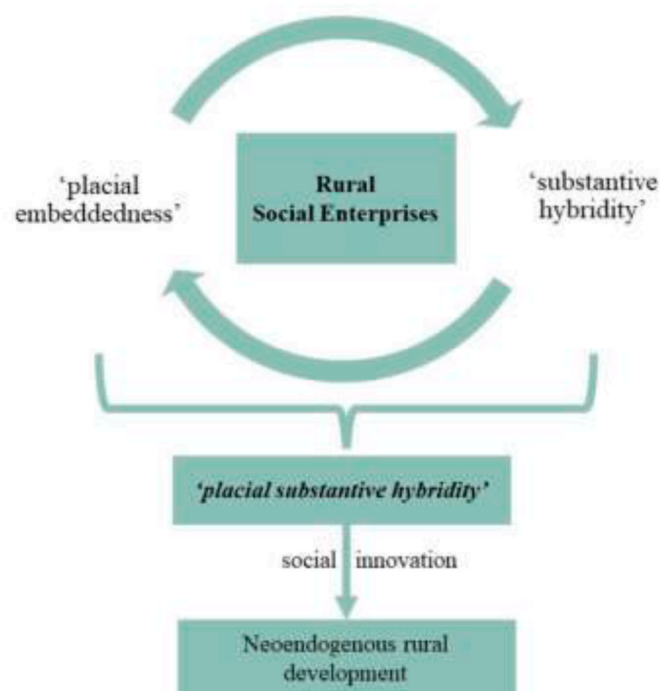 ‘placial
embeddedness’
Rural
Social Enterprises
‘substantive
hybridity’
‘placial substantive hybridity’
social innovation
Neoendogenous rural
development